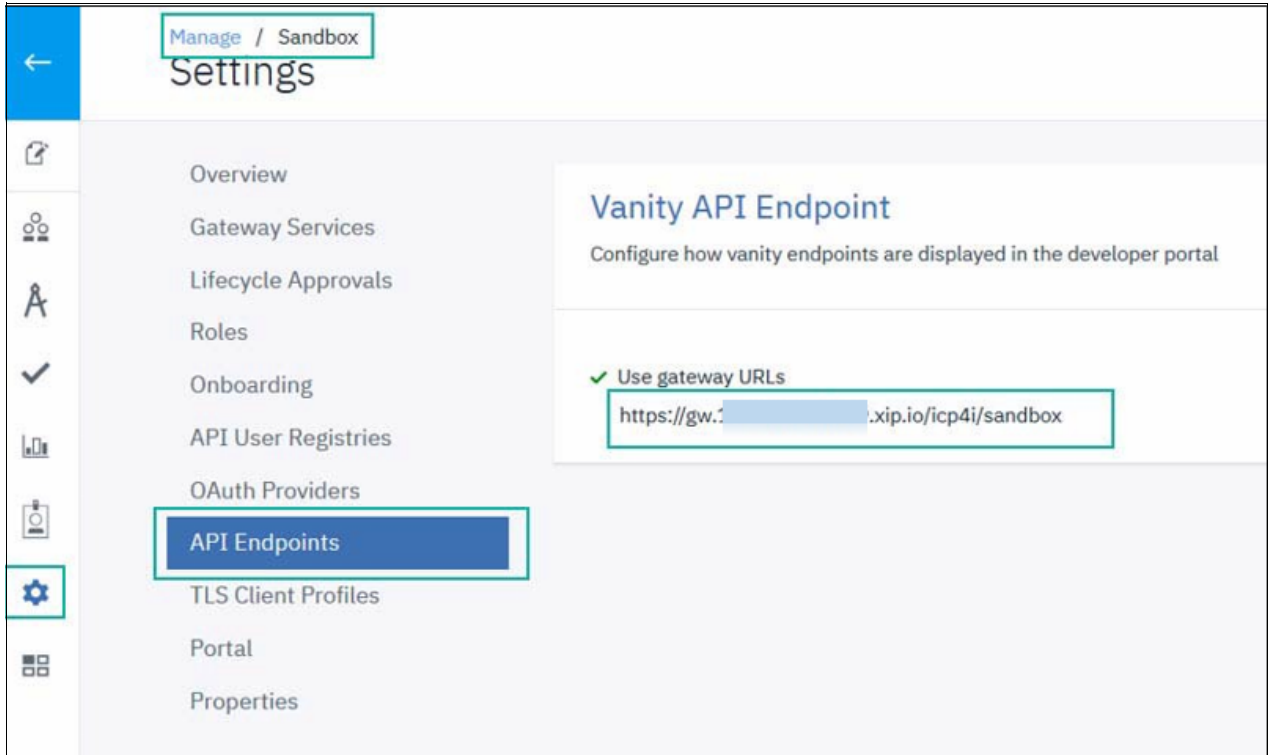 Manage / Sandbox
Settings
Overview
Gateway Services
Lifecycle Approvals
Roles
Onboarding
API User Registries
OAuth Providers
API Endpoints
TLS Client Profiles
Portal
Properties
Vanity API Endpoint
Configure how vanity endpoints are displayed in the developer portal
Use gateway URLs
https://gw. .xip.io/icp4i/sandbox